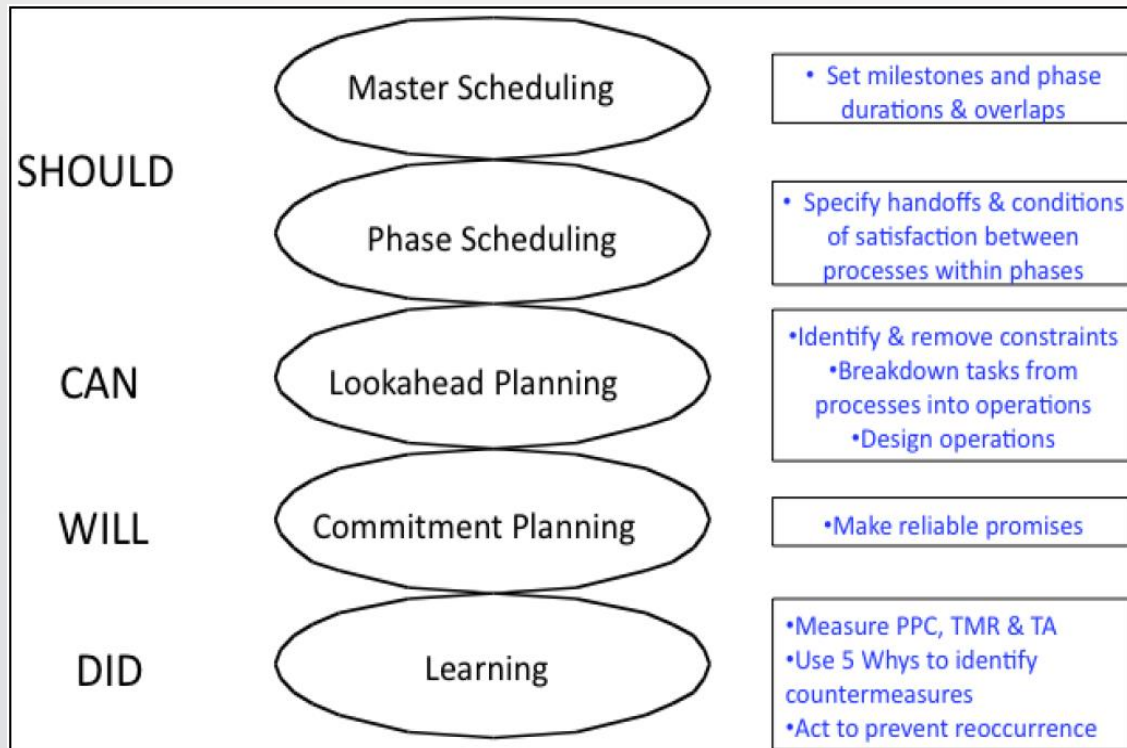 Master Scheduling
• Set milestones and phase
durations & overlaps
SHOULD
Phase Scheduling
• Specify handoffs & conditions
of satisfaction between
processes within phases
CAN
Lookahead Planning
•Identify & remove constraints
•Breakdown tasks from
processes into operations
•Design operations
WILL
Commitment Planning
•Make reliable promises
DID
Learning
•Measure PPC, TMR & TA
•Use 5 Whys to identify
countermeasures
•Act to prevent reoccurrence